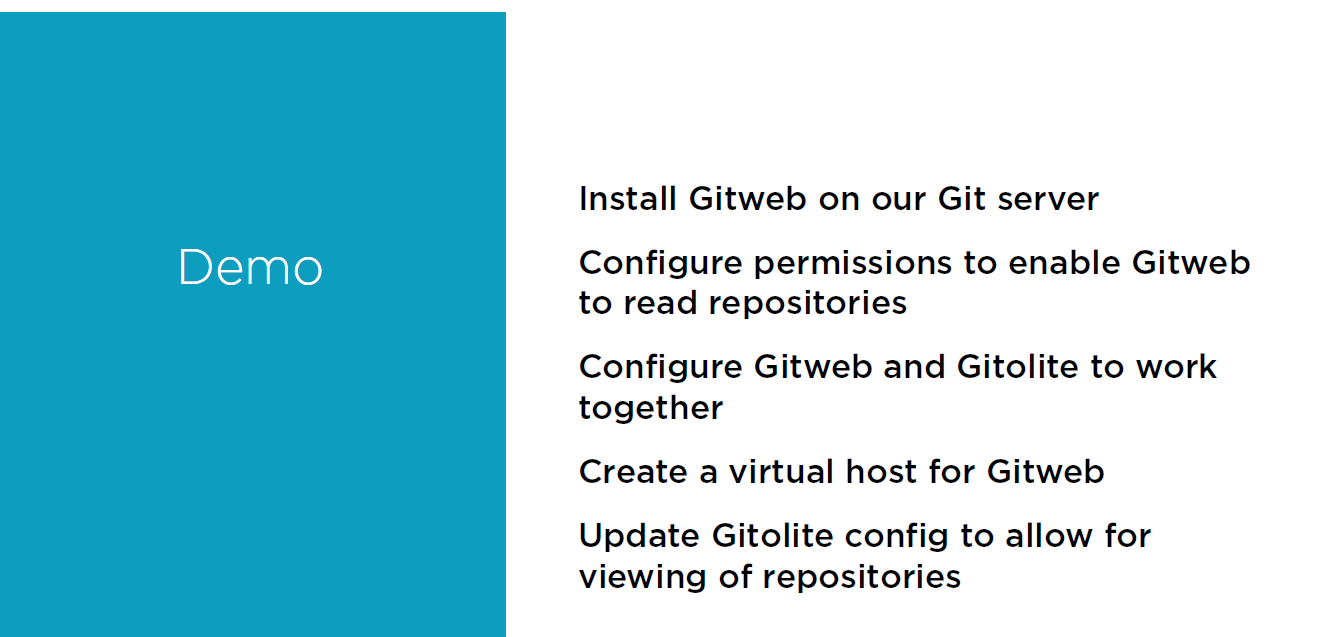 Demo
Install Gitweb on our Git server
Configure permissions to enable Gitweb
to read repositories
Configure Gitweb and Gitolite to work
together
Create a virtual host for Gitweb
Update Gitolite config to allow for
viewing of repositories